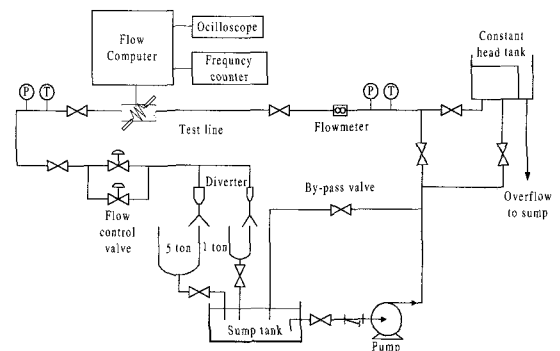 Flow
Computer
Ocilloscope
Frequncy
counter
Constant
head tank
P
T
P
T
Test line
Flowmeter
Diverter
By-pass valve
Overflow
to sump
Flow
control
valve
5 ton
1 ton
Sump tank
Pump